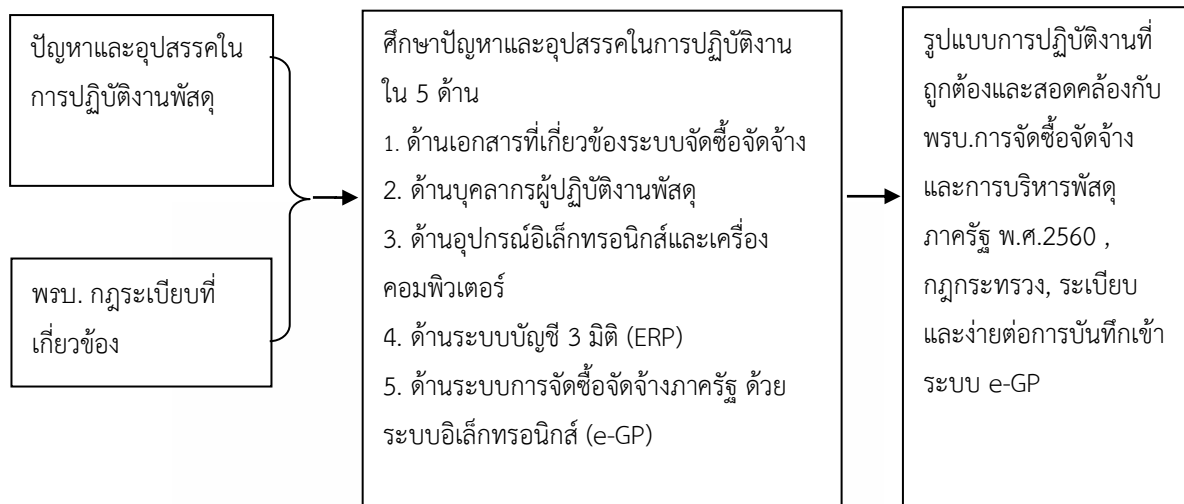 ปัญหาและอุปสรรคใน
การปฏิบัติงานพัสดุ
พรบ. กฎระเบียบที่
เกี่ยวข้อง
ศึกษาปัญหาและอุปสรรคในการปฏิบัติงาน
ใน 5 ด้าน
1. ด้านเอกสารที่เกี่ยวข้องระบบจัดซื้อจัดจ้าง
2. ด้านบุคลากรผู้ปฏิบัติงานพัสดุ
3. ด้านอุปกรณ์อิเล็กทรอนิกส์และเครื่อง
คอมพิวเตอร์
4. ด้านระบบบัญชี 3 มิติ (ERP)
5. ด้านระบบการจัดซื้อจัดจ้างภาครัฐ ด้วย
ระบบอิเล็กทรอนิกส์ (e-GP)
รูปแบบการปฏิบัติงานที่
ถูกต้องและสอดคล้องกับ
พรบ.การจัดซื้อจัดจ้าง
และการบริหารพัสดุ
ภาครัฐ พ.ศ.2560 ,
กฎกระทรวง, ระเบียบ
และง่ายต่อการบันทึกเข้า
ระบบ e-GP